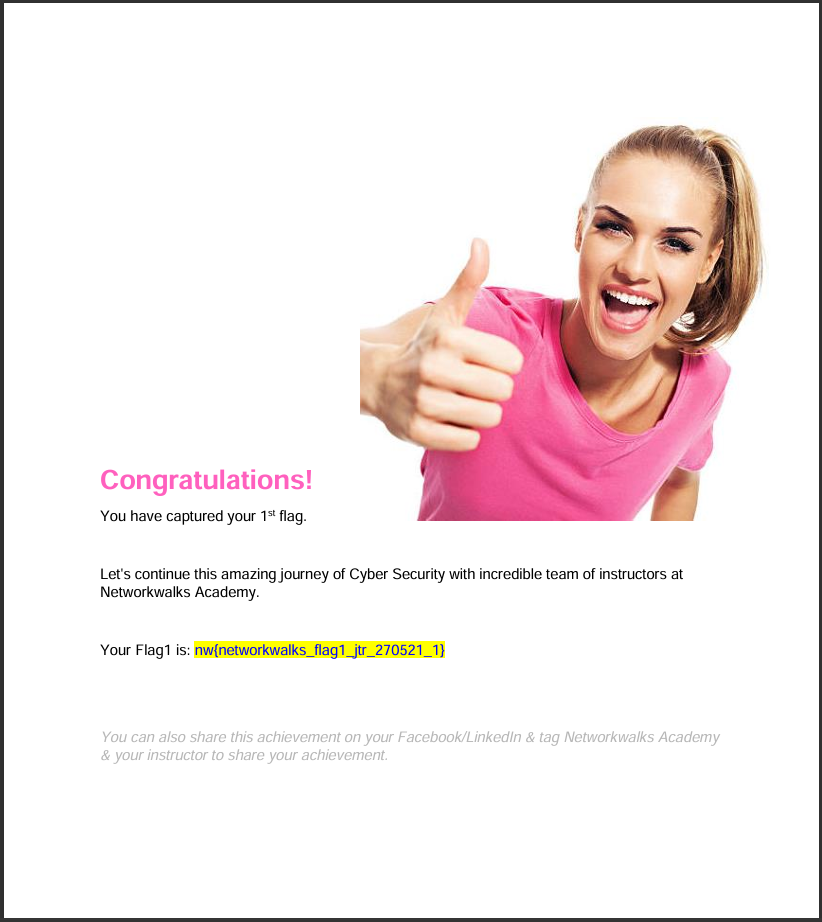 Congratulations!
You have captured your 1st flag.
Let's continue this amazing journey of Cyber Security with incredible team of instructors at
Networkwalks Academy.
Your Flag1 is: nw{networkwalks_flag1_jtr_270521_1}
You can also share this achievement on your Facebook/LinkedIn & tag Networkwalks Academy
& your instructor to share your achievement.